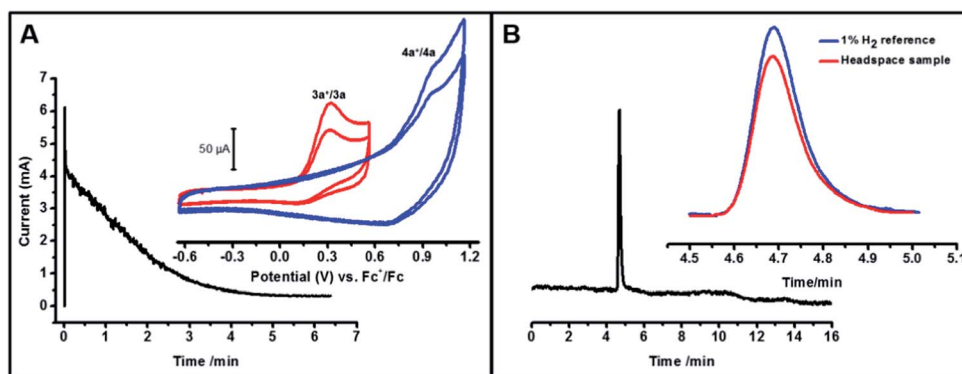 A
7
6
5
4
3
2
1
0
Current (mA)
50 µA
3a⁺/3a
4a⁺/4a
-0.6 -0.3 0.0 0.3 0.6 0.9 1.2
Potential (V) vs. Fc⁺/Fc
0 1 2 3 4 5 6 7
Time /min
B
1% H₂ reference
Headspace sample
4.5 4.6 4.7 4.8 4.9 5.0 5.1
Time/min
0 2 4 6 8 10 12 14 16
Time /min